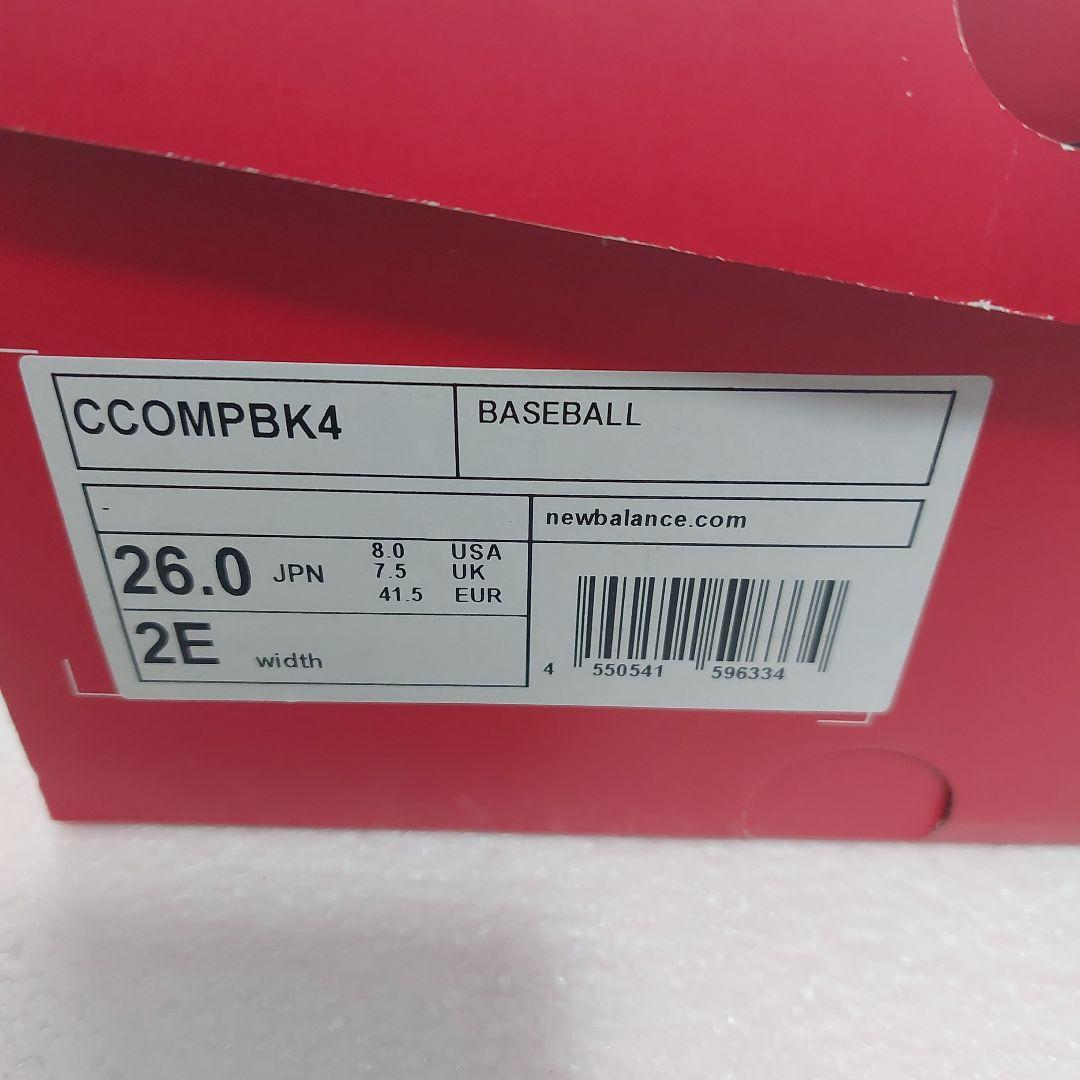 CCOMPBK4
BASEBALL
-
newbalance.com
26.0 JPN
8.0 USA
7.5 UK
41.5 EUR
2E width
4 550541 596334